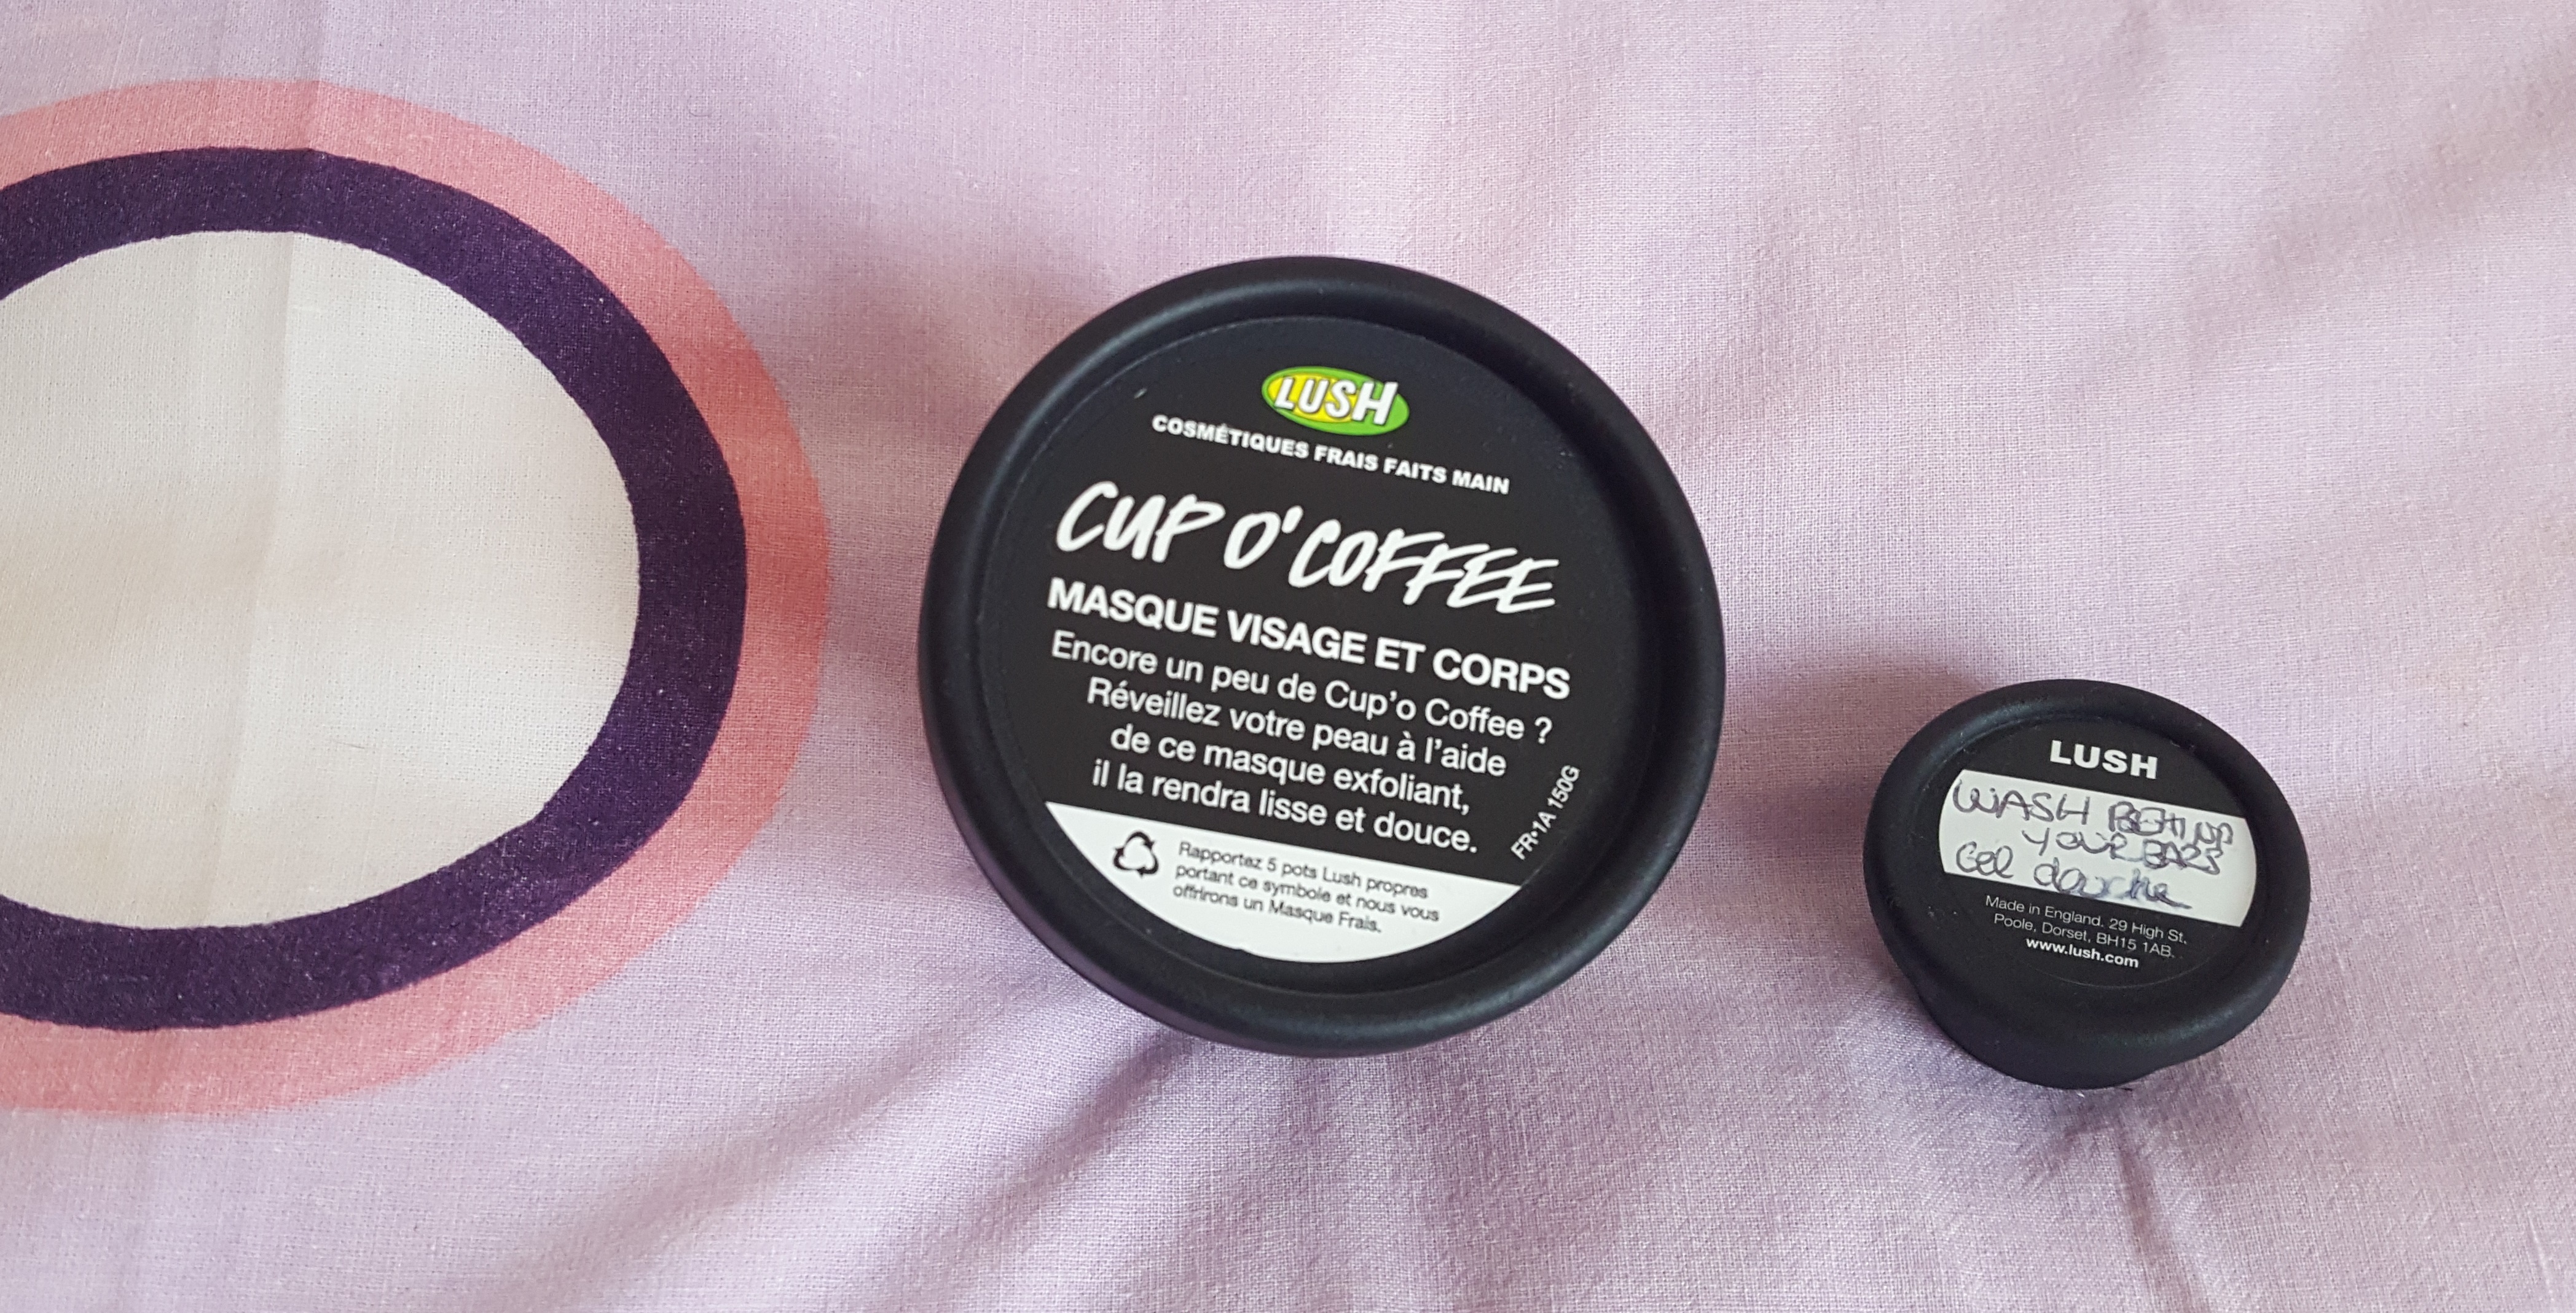 LUSH
COSMÉTIQUES FRAIS FAITS MAIN
CUP O'COFFEE
MASQUE VISAGE ET CORPS
Encore un peu de Cup'o Coffee ?
Réveillez votre peau à l'aide
de ce masque exfoliant,
il la rendra lisse et douce.
FR•1A 150G
Rapportez 5 pots Lush propres
portant ce symbole et nous vous
offrirons un Masque Frais.
LUSH
WASH BEHIND
YOUR EARS
Gel douche
Made in England. 29 High St,
Poole, Dorset, BH15 1AB.
www.lush.com